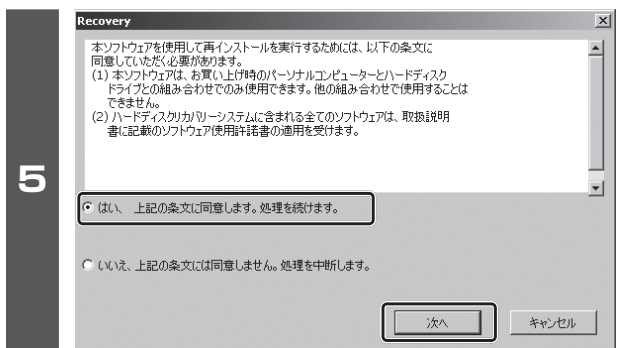 Recovery
本ソフトウェアを使用して再インストールを実行するためには、以下の条文に
同意していただく必要があります。
(1) 本ソフトウェアは、お買い上げ時のパーソナルコンピューターとハードディスク
ドライブとの組み合わせでのみ使用できます。他の組み合わせで使用することは
できません。
(2) ハードディスクリカバリーシステムに含まれる全てのソフトウェアは、取扱説明
書に記載のソフトウェア使用許諾書の適用を受けます。
5
はい、 上記の条文に同意します。処理を続けます。
いいえ、上記の条文には同意しません。処理を中断します。
次へ
キャンセル